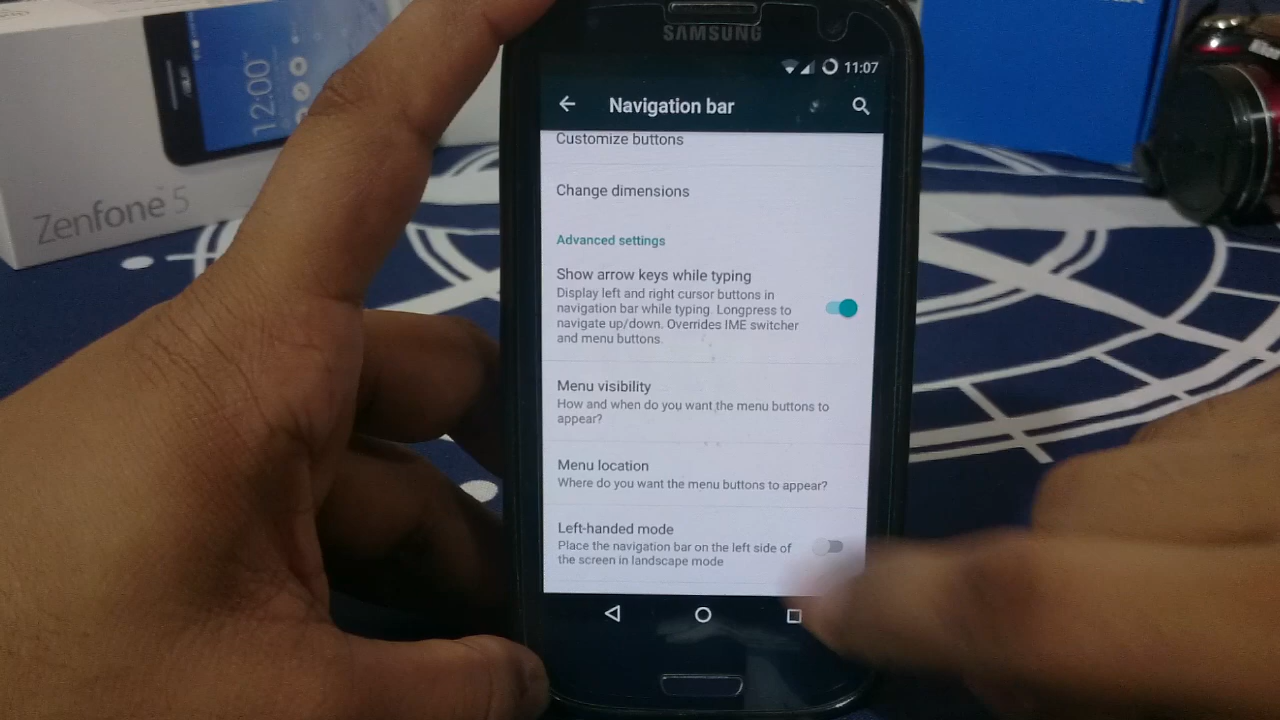 Zenfone 5
12:00
SAMSUNG
11:07
Navigation bar
Customize buttons
Change dimensions
Advanced settings
Show arrow keys while typing
Display left and right cursor buttons in
navigation bar while typing. Longpress to
navigate up/down. Overrides IME switcher
and menu buttons.
Menu visibility
How and when do you want the menu buttons to
appear?
Menu location
Where do you want the menu buttons to appear?
Left-handed mode
Place the navigation bar on the left side of
the screen in landscape mode